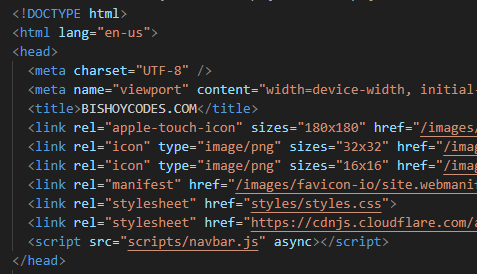 <!DOCTYPE html>
<html lang="en-us">
<head>
<meta charset="UTF-8" />
<meta name="viewport" content="width=device-width, initial-
<title>BISHOYCODES.COM</title>
<link rel="apple-touch-icon" sizes="180x180" href="/images/
<link rel="icon" type="image/png" sizes="32x32" href="/imag
<link rel="icon" type="image/png" sizes="16x16" href="/imag
<link rel="manifest" href="/images/favicon-io/site.webmanif
<link rel="stylesheet" href="styles/styles.css">
<link rel="stylesheet" href="https://cdnjs.cloudflare.com/a
<script src="scripts/navbar.js" async></script>
</head>